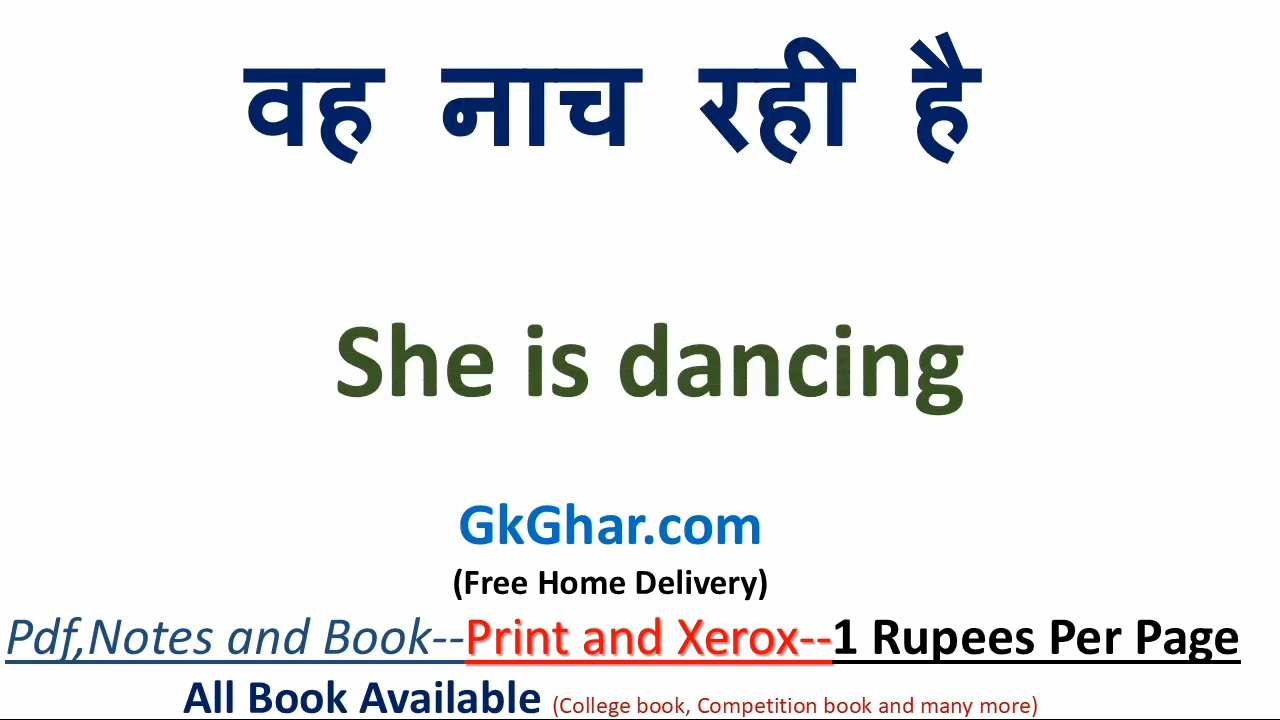 वह नाच रही है
She is dancing
GkGhar.com
(Free Home Delivery)
Pdf,Notes and Book--Print and Xerox--1 Rupees Per Page
All Book Available (College book, Competition book and many more)